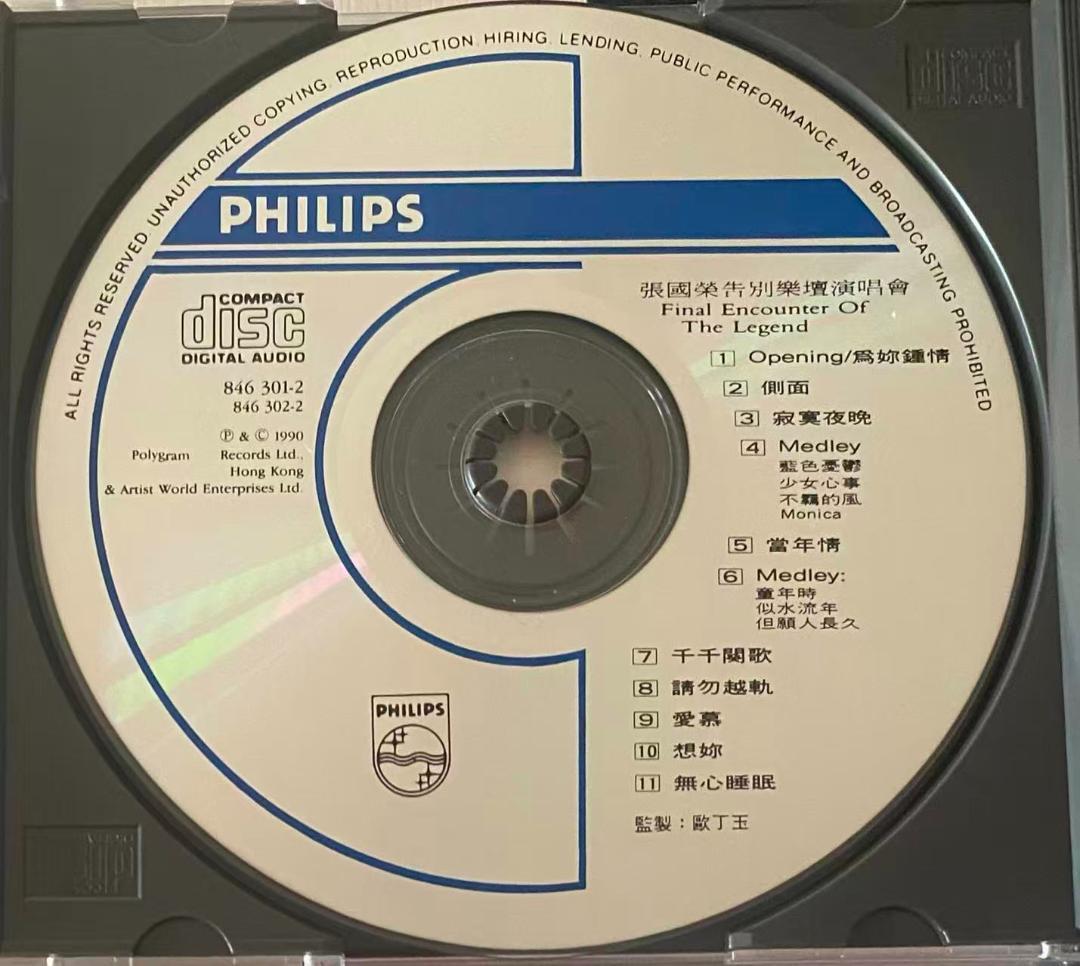 ALL RIGHTS RESERVED. UNAUTHORIZED COPYING, REPRODUCTION, HIRING, LENDING, PUBLIC PERFORMANCE AND BROADCASTING PROHIBITED
PHILIPS
COMPACT
disc
DIGITAL AUDIO
846 301-2
846 302-2
℗ & © 1990
Polygram Records Ltd.,
Hong Kong
& Artist World Enterprises Ltd.
張國榮告別樂壇演唱會
Final Encounter Of
The Legend
1 Opening/爲妳鍾情
2 側面
3 寂寞夜晚
4 Medley
藍色憂鬱
少女心事
不羈的風
Monica
5 當年情
6 Medley:
童年時
似水流年
但願人長久
7 千千闋歌
8 請勿越軌
9 愛慕
10 想妳
11 無心睡眠
監製：歐丁玉
PHILIPS
COMPACT
disc
DIGITAL AUDIO